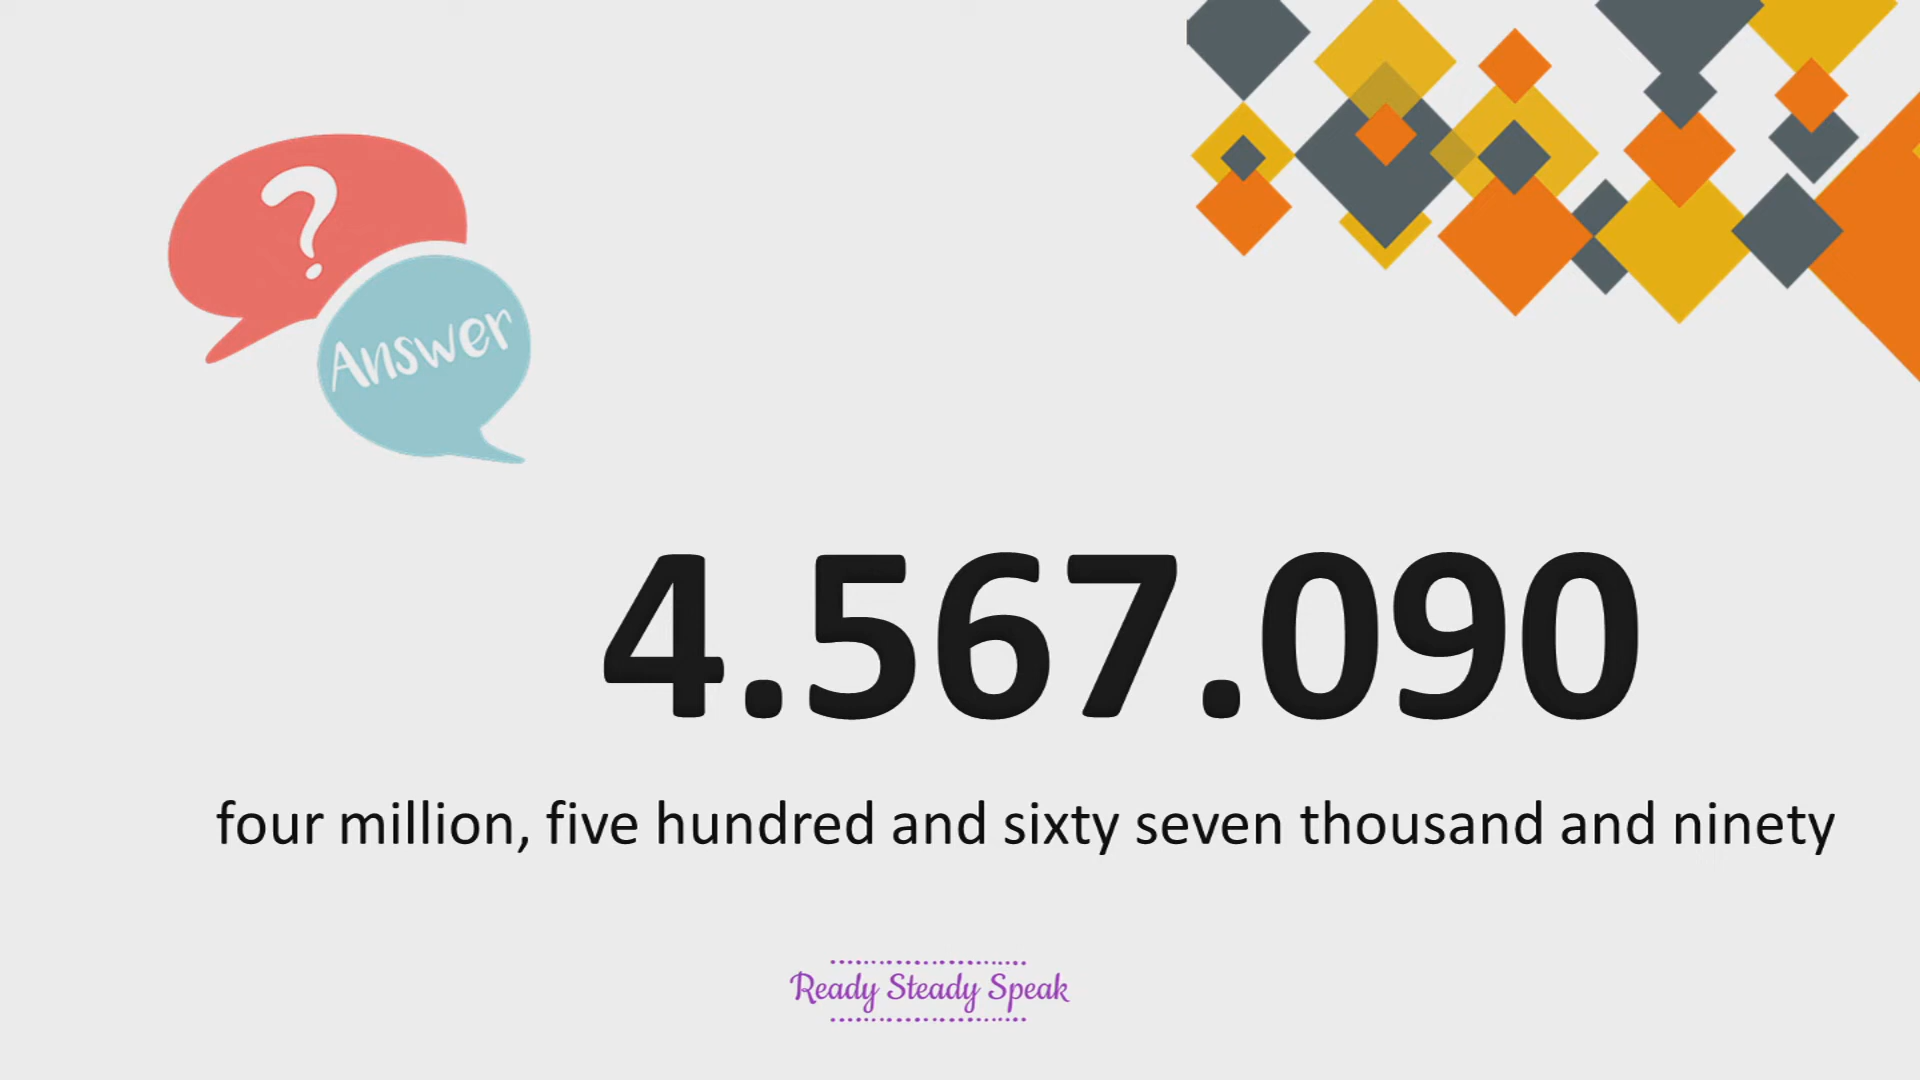 ?
Answer
4.567.090
four million, five hundred and sixty seven thousand and ninety
Ready Steady Speak